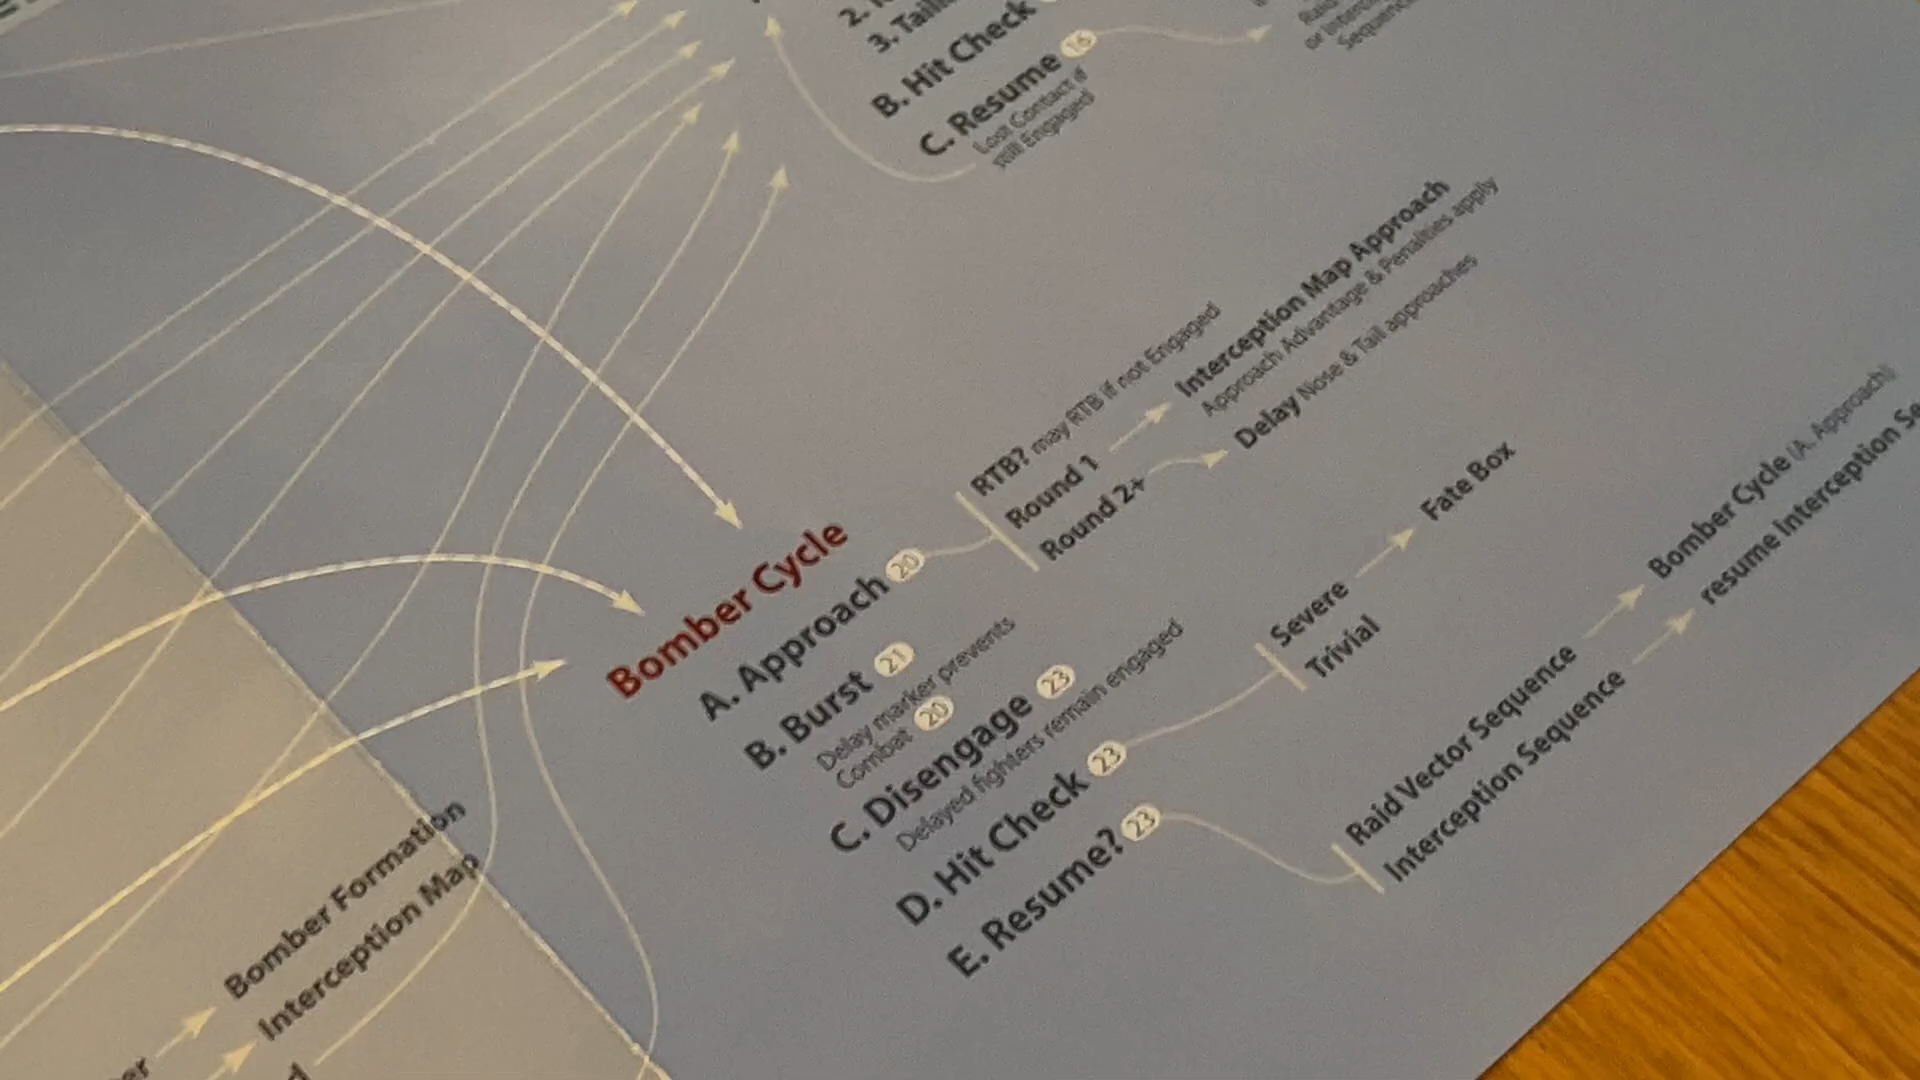 B. Hit Check
C. Resume 16
Lost Contact if
still Engaged
Bomber Cycle
A. Approach 20
RTB? may RTB if not Engaged
Round 1
Interception Map Approach
Approach Advantage & Penalties apply
Round 2+
Delay Nose & Tail approaches
B. Burst 21
Delay marker prevents
Combat 20
C. Disengage 23
Delayed fighters remain engaged
D. Hit Check 23
Severe
Fate Box
Trivial
E. Resume? 23
Raid Vector Sequence
Bomber Cycle (A. Approach)
Interception Sequence
resume Interception
Bomber Formation
Interception Map